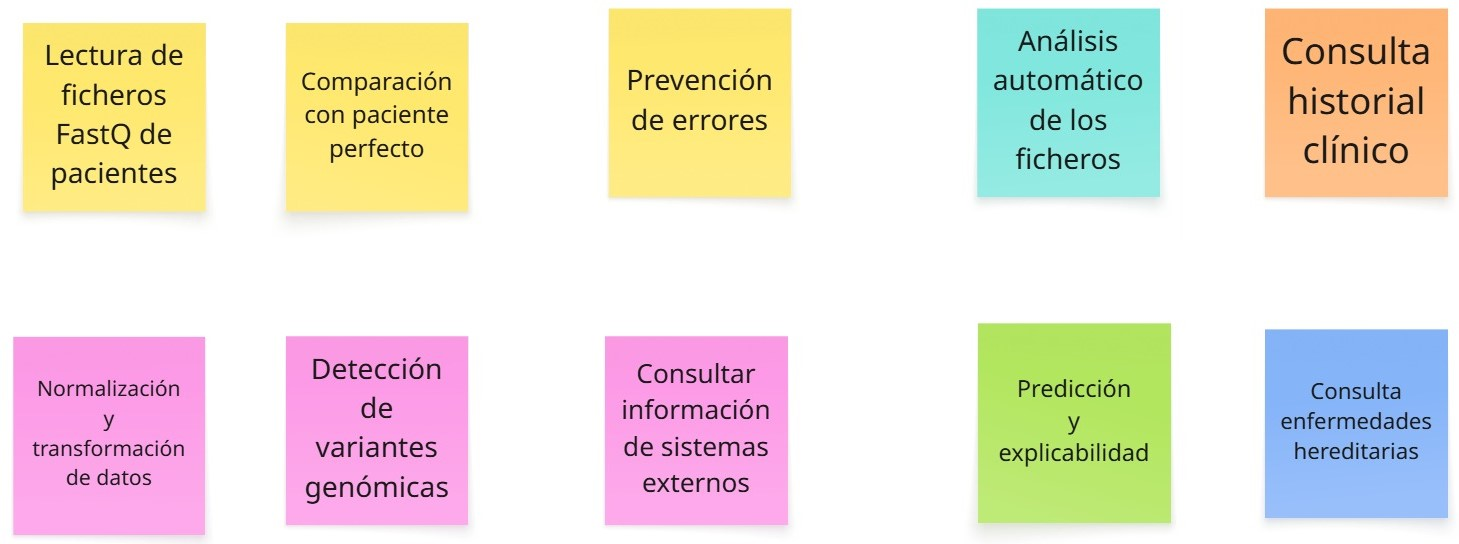 Lectura de
ficheros
FastQ de
pacientes
Comparación
con paciente
perfecto
Prevención
de errores
Análisis
automático
de los
ficheros
Consulta
historial
clínico
Normalización
y
transformación
de datos
Detección
de
variantes
genómicas
Consultar
información
de sistemas
externos
Predicción
y
explicabilidad
Consulta
enfermedades
hereditarias